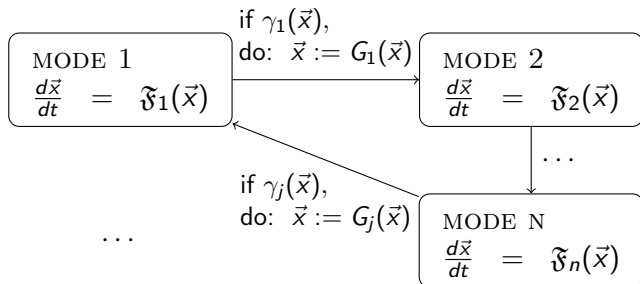 if γ₁(x⃗),
do: x⃗ := G₁(x⃗)
MODE 1
dx⃗/dt = 𝔉₁(x⃗)
MODE 2
dx⃗/dt = 𝔉₂(x⃗)
...
if γⱼ(x⃗),
do: x⃗ := Gⱼ(x⃗)
MODE N
dx⃗/dt = 𝔉ₙ(x⃗)
...